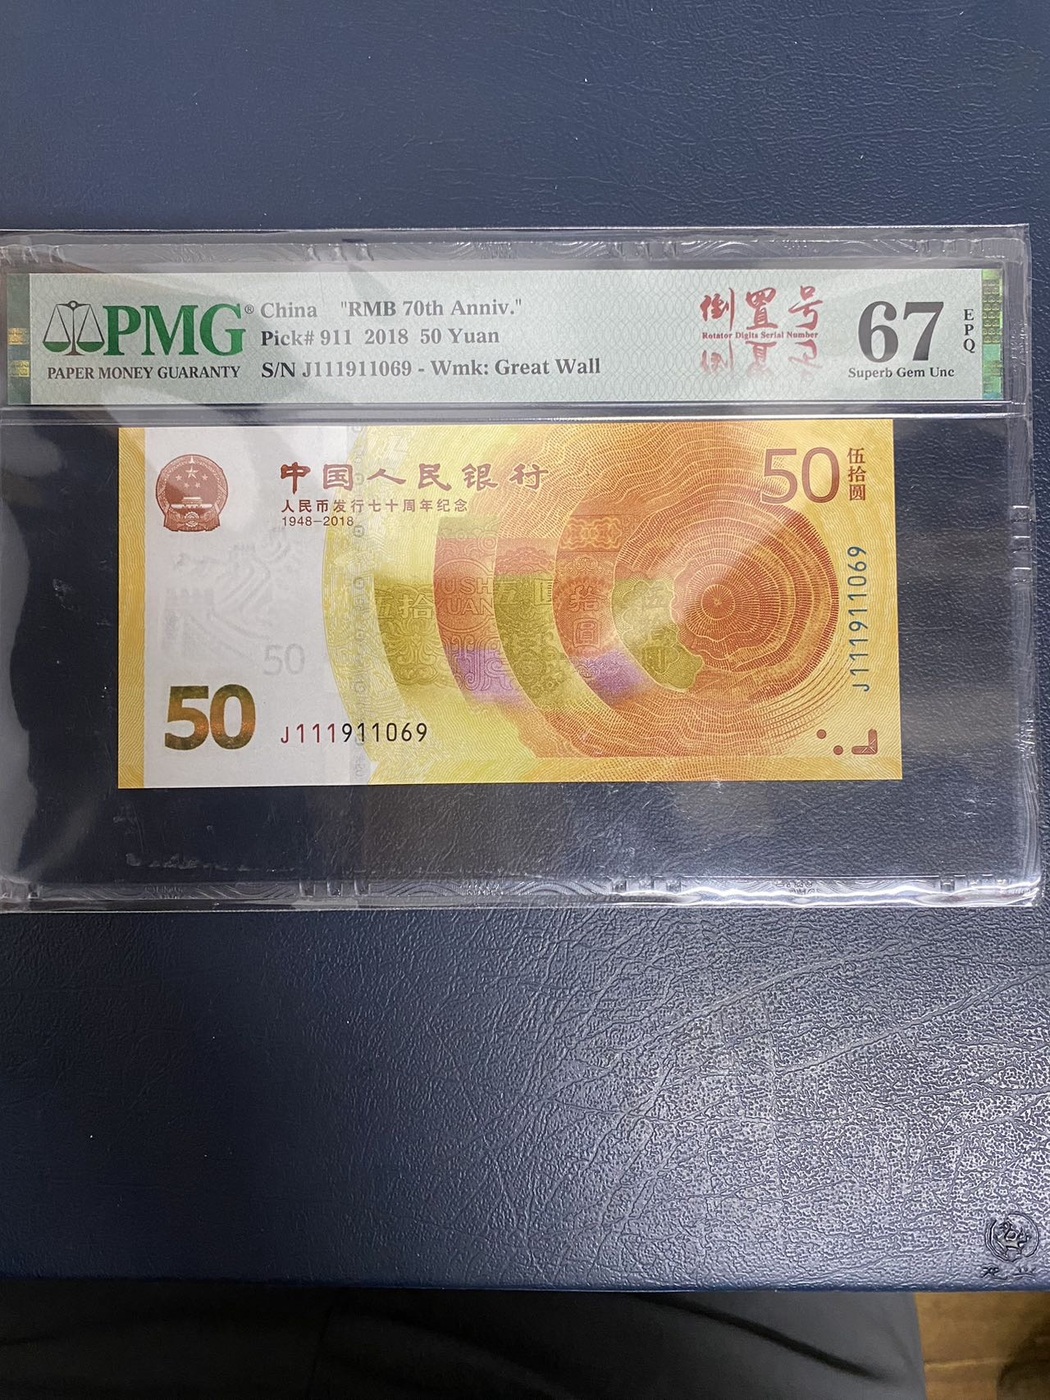 PMG®
PAPER MONEY GUARANTY
China "RMB 70th Anniv."
Pick# 911 2018 50 Yuan
S/N J111911069 - Wmk: Great Wall
倒置号
Rotator Digits Serial Number
67
EPQ
Superb Gem Unc
中国人民银行
人民币发行七十周年纪念
1948-2018
50
伍拾圆
J111911069
50
50
J111911069